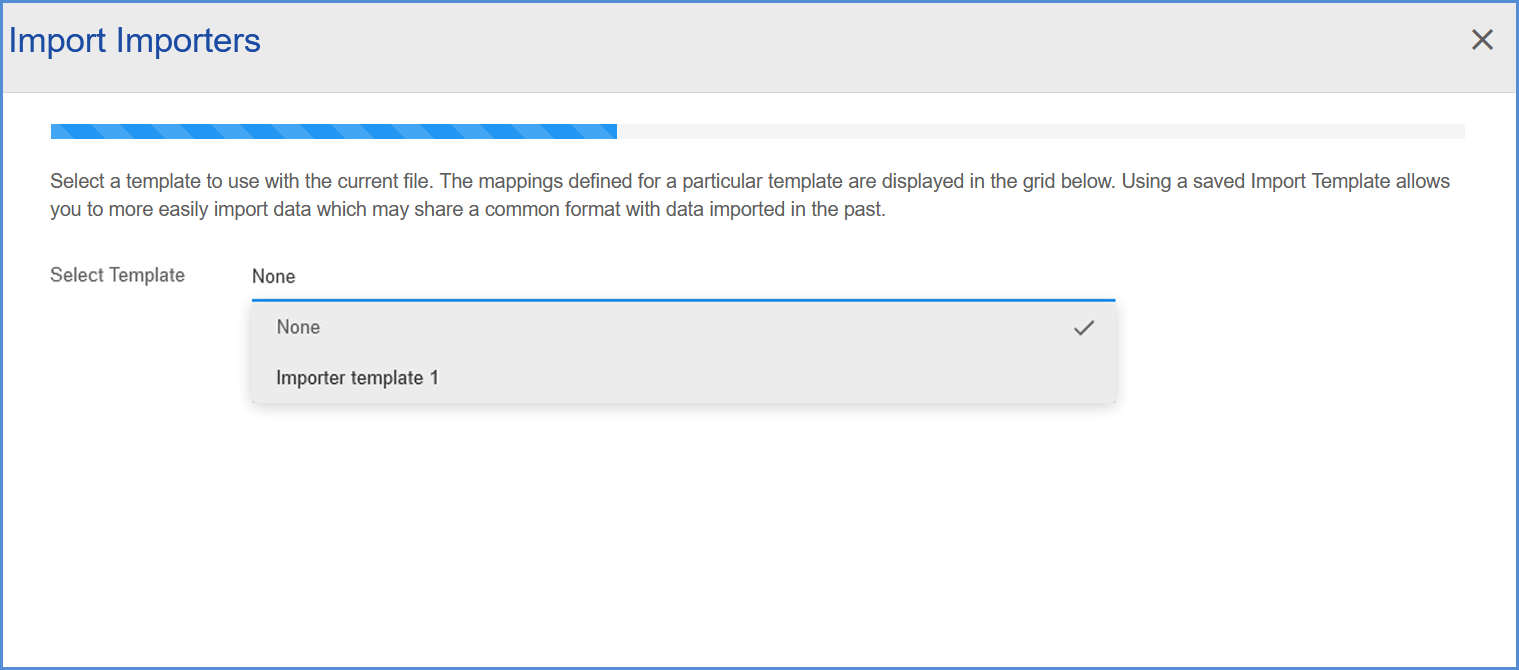 Import Importers
Select a template to use with the current file. The mappings defined for a particular template are displayed in the grid below. Using a saved Import Template allows
you to more easily import data which may share a common format with data imported in the past.
Select Template
None
None
Importer template 1